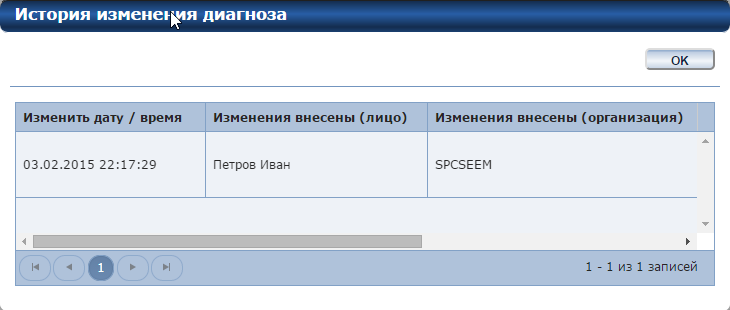 История изменения диагноза
ОК
Изменить дату / время Изменения внесены (лицо) Изменения внесены (организация)
03.02.2015 22:17:29 Петров Иван SPCSEEM
1 1 - 1 из 1 записей